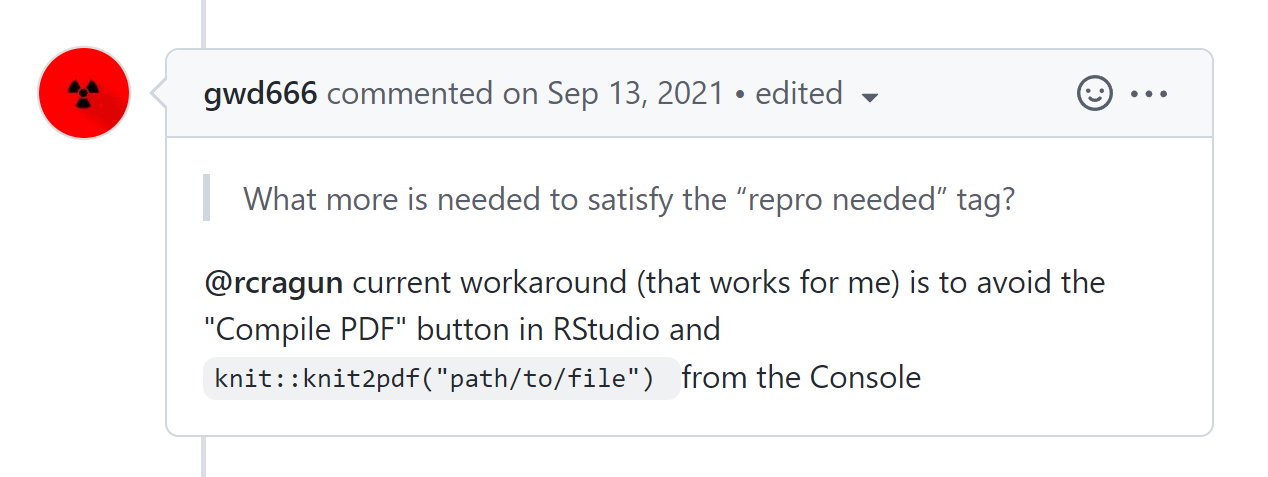 gwd666 commented on Sep 13, 2021 • edited
What more is needed to satisfy the “repro needed” tag?
@rcragun current workaround (that works for me) is to avoid the
"Compile PDF" button in RStudio and
knit::knit2pdf("path/to/file") from the Console